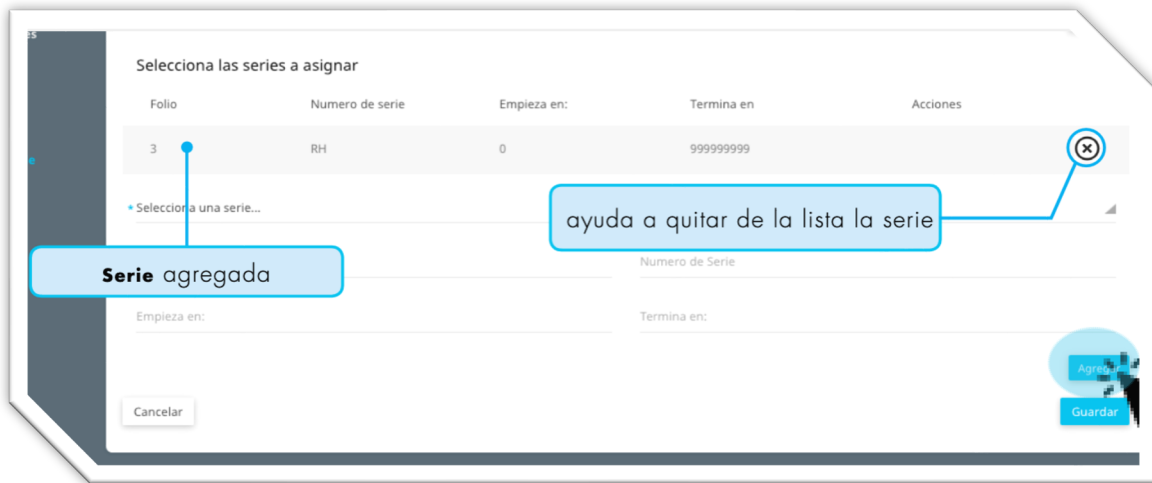 es
Selecciona las series a asignar
Folio Numero de serie Empieza en: Termina en Acciones
3 RH 0 999999999
e
* Selecciona una serie...
ayuda a quitar de la lista la serie
Serie agregada
Numero de Serie
Empieza en: Termina en:
Agregar
Cancelar Guardar